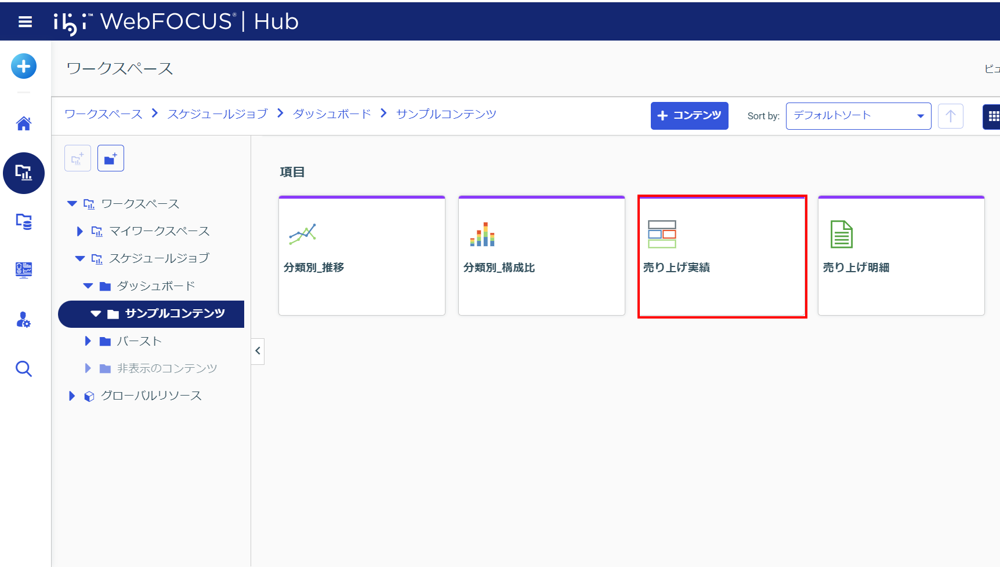 ibi™ WebFOCUS® | Hub
ワークスペース
ビュ
ワークスペース > スケジュールジョブ > ダッシュボード > サンプルコンテンツ
+ コンテンツ
Sort by:
デフォルトソート
ワークスペース
マイワークスペース
スケジュールジョブ
ダッシュボード
サンプルコンテンツ
バースト
非表示のコンテンツ
グローバルリソース
項目
分類別_推移
分類別_構成比
売り上げ実績
売り上げ明細